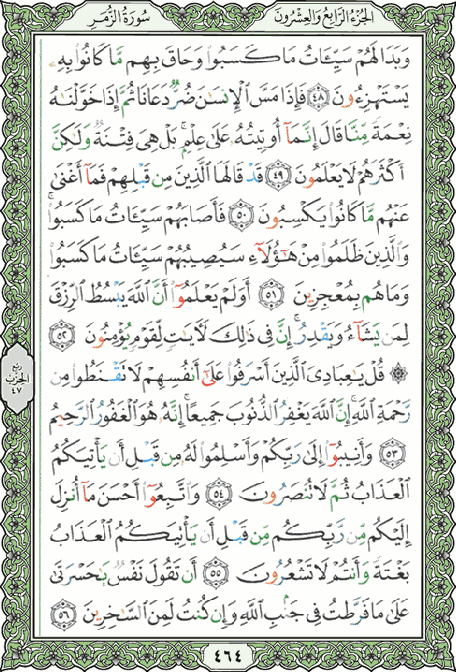 الجزء الرابع والعشرون
سورة الزمر
وَبَدَا لَهُمْ سَيِّـَٔاتُ مَا كَسَبُوا۟ وَحَاقَ بِهِم مَّا كَانُوا۟ بِهِۦ
يَسْتَهْزِءُونَ ٤٨ فَإِذَا مَسَّ ٱلْإِنسَٰنَ ضُرٌّ دَعَانَا ثُمَّ إِذَا خَوَّلْنَٰهُ
نِعْمَةً مِّنَّا قَالَ إِنَّمَآ أُوتِيتُهُۥ عَلَىٰ عِلْمٍۭ ۚ بَلْ هِىَ فِتْنَةٌ وَلَٰكِنَّ
أَكْثَرَهُمْ لَا يَعْلَمُونَ ٤٩ قَدْ قَالَهَا ٱلَّذِينَ مِن قَبْلِهِمْ فَمَآ أَغْنَىٰ
عَنْهُم مَّا كَانُوا۟ يَكْسِبُونَ ٥٠ فَأَصَابَهُمْ سَيِّـَٔاتُ مَا كَسَبُوا۟ ۚ
وَٱلَّذِينَ ظَلَمُوا۟ مِنْ هَٰٓؤُلَآءِ سَيُصِيبُهُمْ سَيِّـَٔاتُ مَا كَسَبُوا۟
وَمَا هُم بِمُعْجِزِينَ ٥١ أَوَلَمْ يَعْلَمُوٓا۟ أَنَّ ٱللَّهَ يَبْسُطُ ٱلرِّزْقَ
لِمَن يَشَآءُ وَيَقْدِرُ ۚ إِنَّ فِى ذَٰلِكَ لَـَٔايَٰتٍ لِّقَوْمٍ يُؤْمِنُونَ ٥٢
۞ قُلْ يَٰعِبَادِىَ ٱلَّذِينَ أَسْرَفُوا۟ عَلَىٰٓ أَنفُسِهِمْ لَا تَقْنَطُوا۟ مِن
رَّحْمَةِ ٱللَّهِ ۚ إِنَّ ٱللَّهَ يَغْفِرُ ٱلذُّنُوبَ جَمِيعًا ۚ إِنَّهُۥ هُوَ ٱلْغَفُورُ ٱلرَّحِيمُ
٥٣ وَأَنِيبُوٓا۟ إِلَىٰ رَبِّكُمْ وَأَسْلِمُوا۟ لَهُۥ مِن قَبْلِ أَن يَأْتِيَكُمُ
ٱلْعَذَابُ ثُمَّ لَا تُنصَرُونَ ٥٤ وَٱتَّبِعُوٓا۟ أَحْسَنَ مَآ أُنزِلَ
إِلَيْكُم مِّن رَّبِّكُم مِّن قَبْلِ أَن يَأْتِيَكُمُ ٱلْعَذَابُ
بَغْتَةً وَأَنتُمْ لَا تَشْعُرُونَ ٥٥ أَن تَقُولَ نَفْسٌ يَٰحَسْرَتَىٰ
عَلَىٰ مَا فَرَّطتُ فِى جَنۢبِ ٱللَّهِ وَإِن كُنتُ لَمِنَ ٱلسَّٰخِرِينَ ٥٦
ربع
الحزب
٤٧
٤٦٤